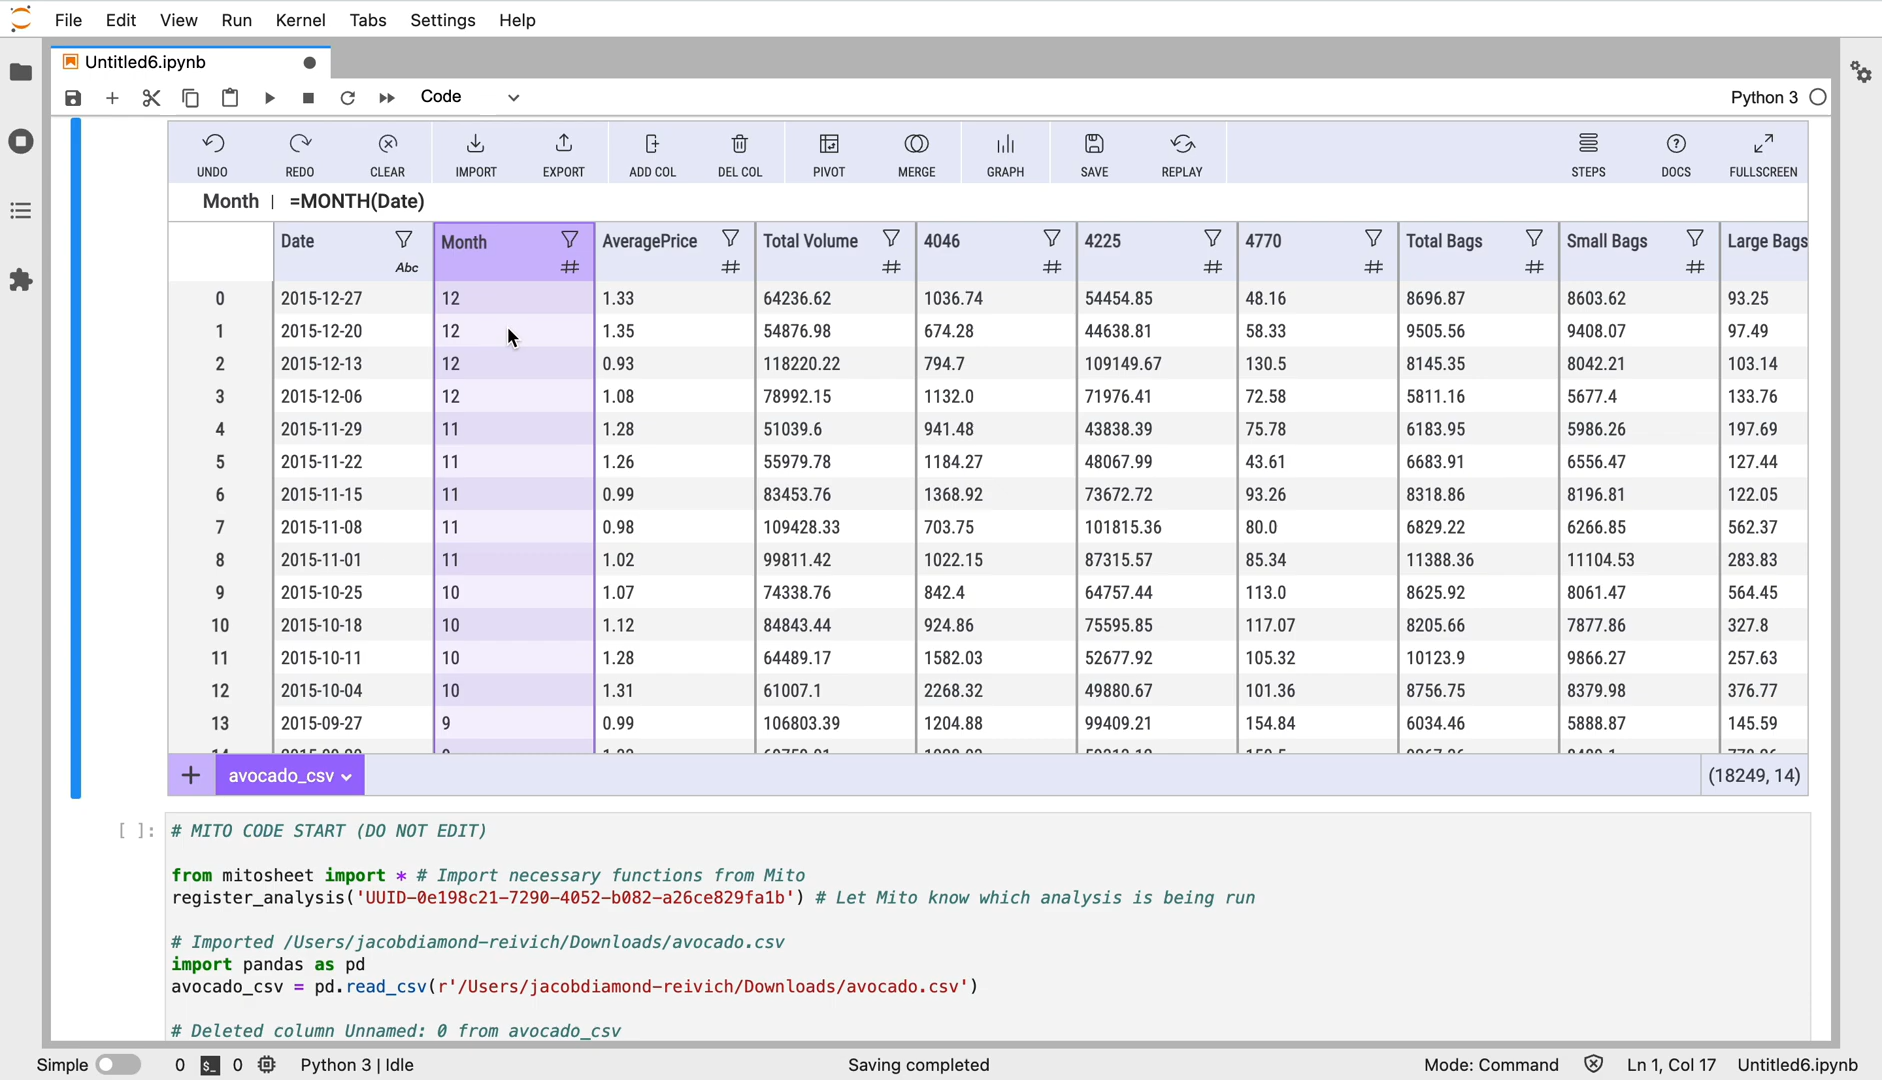 File Edit View Run Kernel Tabs Settings Help
Untitled6.ipynb
Code
Python 3
UNDO REDO CLEAR IMPORT EXPORT ADD COL DEL COL PIVOT MERGE GRAPH SAVE REPLAY STEPS DOCS FULLSCREEN
Month | =MONTH(Date)
Date Month AveragePrice Total Volume 4046 4225 4770 Total Bags Small Bags Large Bags
Abc # # # # # # # #
0 2015-12-27 12 1.33 64236.62 1036.74 54454.85 48.16 8696.87 8603.62 93.25
1 2015-12-20 12 1.35 54876.98 674.28 44638.81 58.33 9505.56 9408.07 97.49
2 2015-12-13 12 0.93 118220.22 794.7 109149.67 130.5 8145.35 8042.21 103.14
3 2015-12-06 12 1.08 78992.15 1132.0 71976.41 72.58 5811.16 5677.4 133.76
4 2015-11-29 11 1.28 51039.6 941.48 43838.39 75.78 6183.95 5986.26 197.69
5 2015-11-22 11 1.26 55979.78 1184.27 48067.99 43.61 6683.91 6556.47 127.44
6 2015-11-15 11 0.99 83453.76 1368.92 73672.72 93.26 8318.86 8196.81 122.05
7 2015-11-08 11 0.98 109428.33 703.75 101815.36 80.0 6829.22 6266.85 562.37
8 2015-11-01 11 1.02 99811.42 1022.15 87315.57 85.34 11388.36 11104.53 283.83
9 2015-10-25 10 1.07 74338.76 842.4 64757.44 113.0 8625.92 8061.47 564.45
10 2015-10-18 10 1.12 84843.44 924.86 75595.85 117.07 8205.66 7877.86 327.8
11 2015-10-11 10 1.28 64489.17 1582.03 52677.92 105.32 10123.9 9866.27 257.63
12 2015-10-04 10 1.31 61007.1 2268.32 49880.67 101.36 8756.75 8379.98 376.77
13 2015-09-27 9 0.99 106803.39 1204.88 99409.21 154.84 6034.46 5888.87 145.59
+ avocado_csv (18249, 14)
[ ]: # MITO CODE START (DO NOT EDIT)
from mitosheet import * # Import necessary functions from Mito
register_analysis('UUID-0e198c21-7290-4052-b082-a26ce829fa1b') # Let Mito know which analysis is being run
# Imported /Users/jacobdiamond-reivich/Downloads/avocado.csv
import pandas as pd
avocado_csv = pd.read_csv(r'/Users/jacobdiamond-reivich/Downloads/avocado.csv')
# Deleted column Unnamed: 0 from avocado_csv
Simple 0 $_ 0 Python 3 | Idle Saving completed Mode: Command Ln 1, Col 17 Untitled6.ipynb